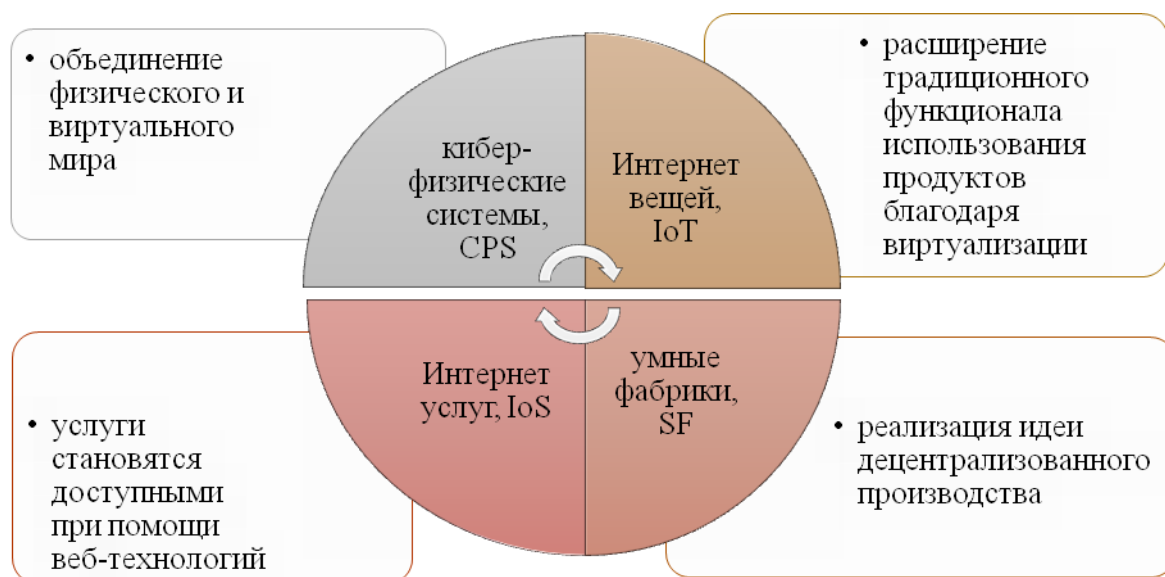 • объединение
физического и
виртуального
мира
кибер-
физические
системы,
CPS
Интернет
вещей,
IoT
• расширение
традиционного
функционала
использования
продуктов
благодаря
виртуализации
• услуги
становятся
доступными
при помощи
веб-технологий
Интернет
услуг, IoS
умные
фабрики,
SF
• реализация идеи
децентрализованного
производства